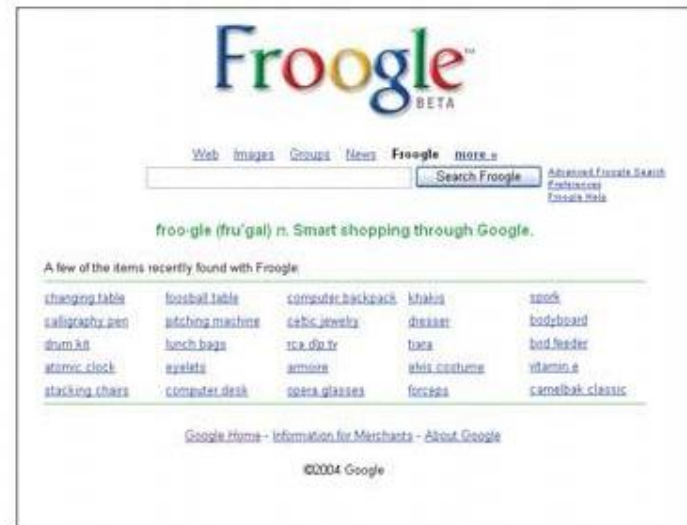 Froogle™
BETA
Web Images Groups News Froogle more »
Search Froogle
Advanced Froogle Search
Preferences
Froogle Help
froo·gle (fru'gal) n. Smart shopping through Google.
A few of the items recently found with Froogle:
changing table foosball table computer backpack khakis spork
calligraphy pen pitching machine celtic jewelry dresser bodyboard
drum kit lunch bags rca dlp tv tiara bird feeder
atomic clock eyelets armoire elvis costume vitamin e
stacking chairs computer desk opera glasses forceps camelbak classic
Google Home - Information for Merchants - About Google
©2004 Google